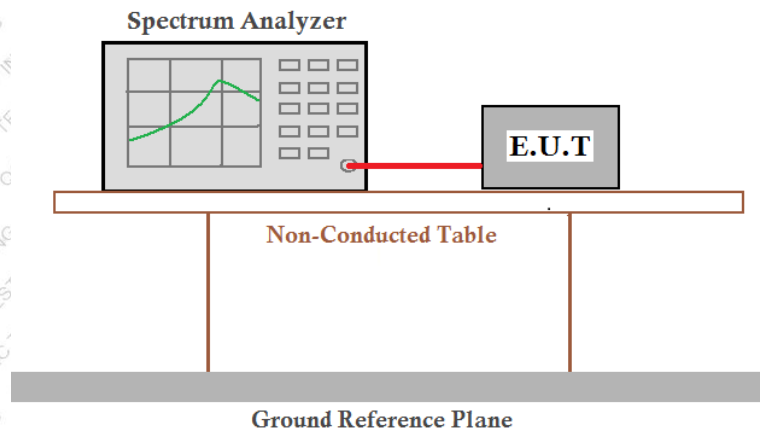 Spectrum Analyzer
E.U.T
Non-Conducted Table
Ground Reference Plane